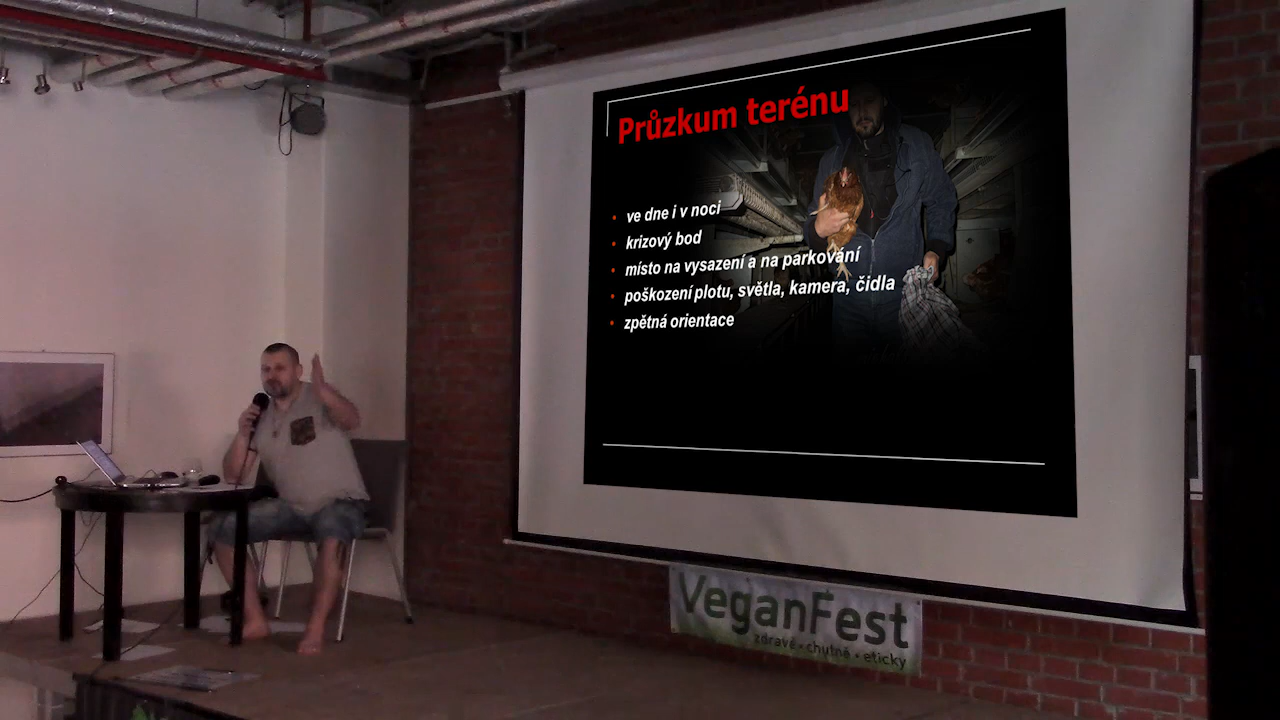 Průzkum terénu
ve dne i v noci
krizový bod
místo na vysazení a na parkování
poškození plotu, světla, kamera, čidla
zpětná orientace
VeganFest
zdravě • chutně • eticky